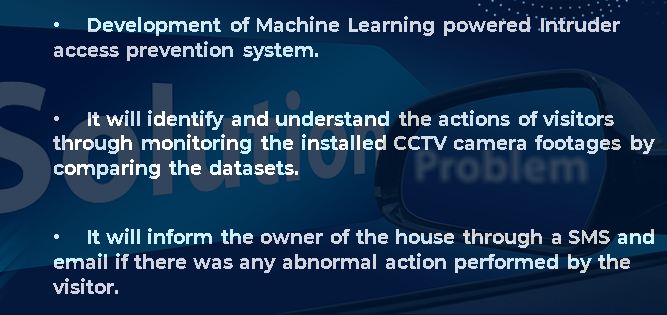 • Development of Machine Learning powered Intruder
access prevention system.
• It will identify and understand the actions of visitors
through monitoring the installed CCTV camera footages by
comparing the datasets.
• It will inform the owner of the house through a SMS and
email if there was any abnormal action performed by the
visitor.
Solution
Problem